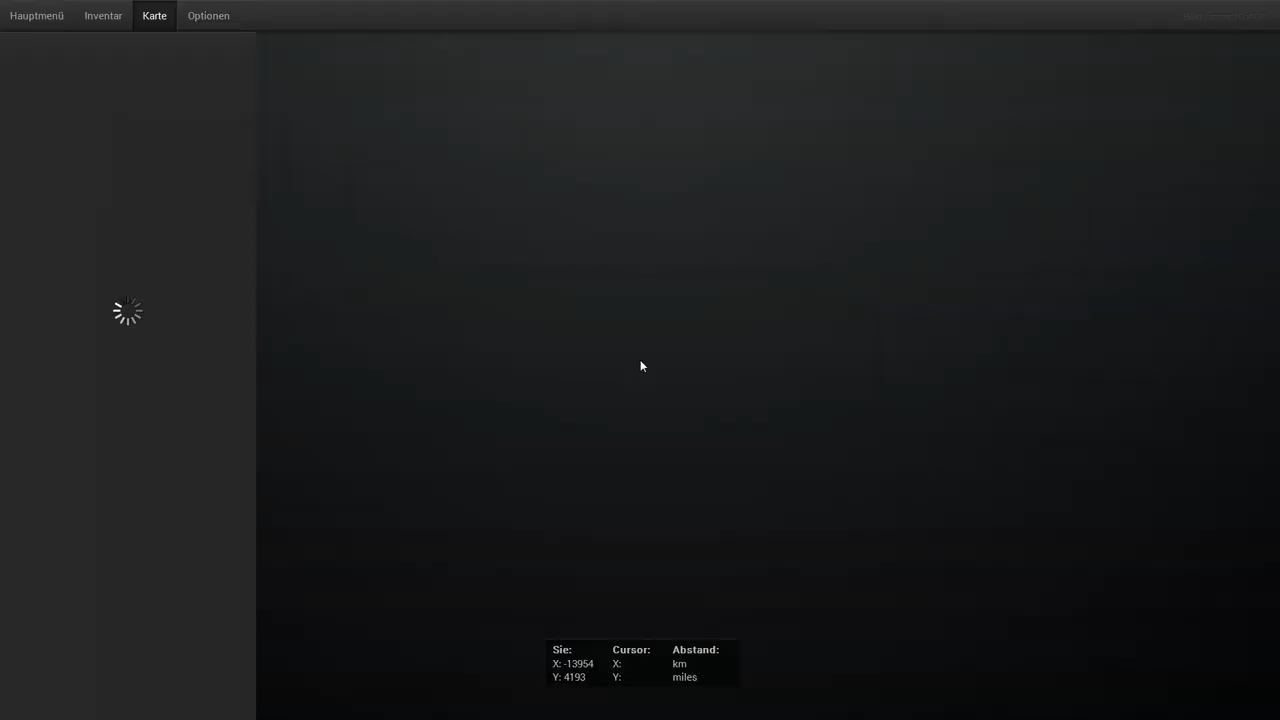 Hauptmenü Inventar Karte Optionen
Sie: Cursor: Abstand:
X: -13954 X: km
Y: 4193 Y: miles